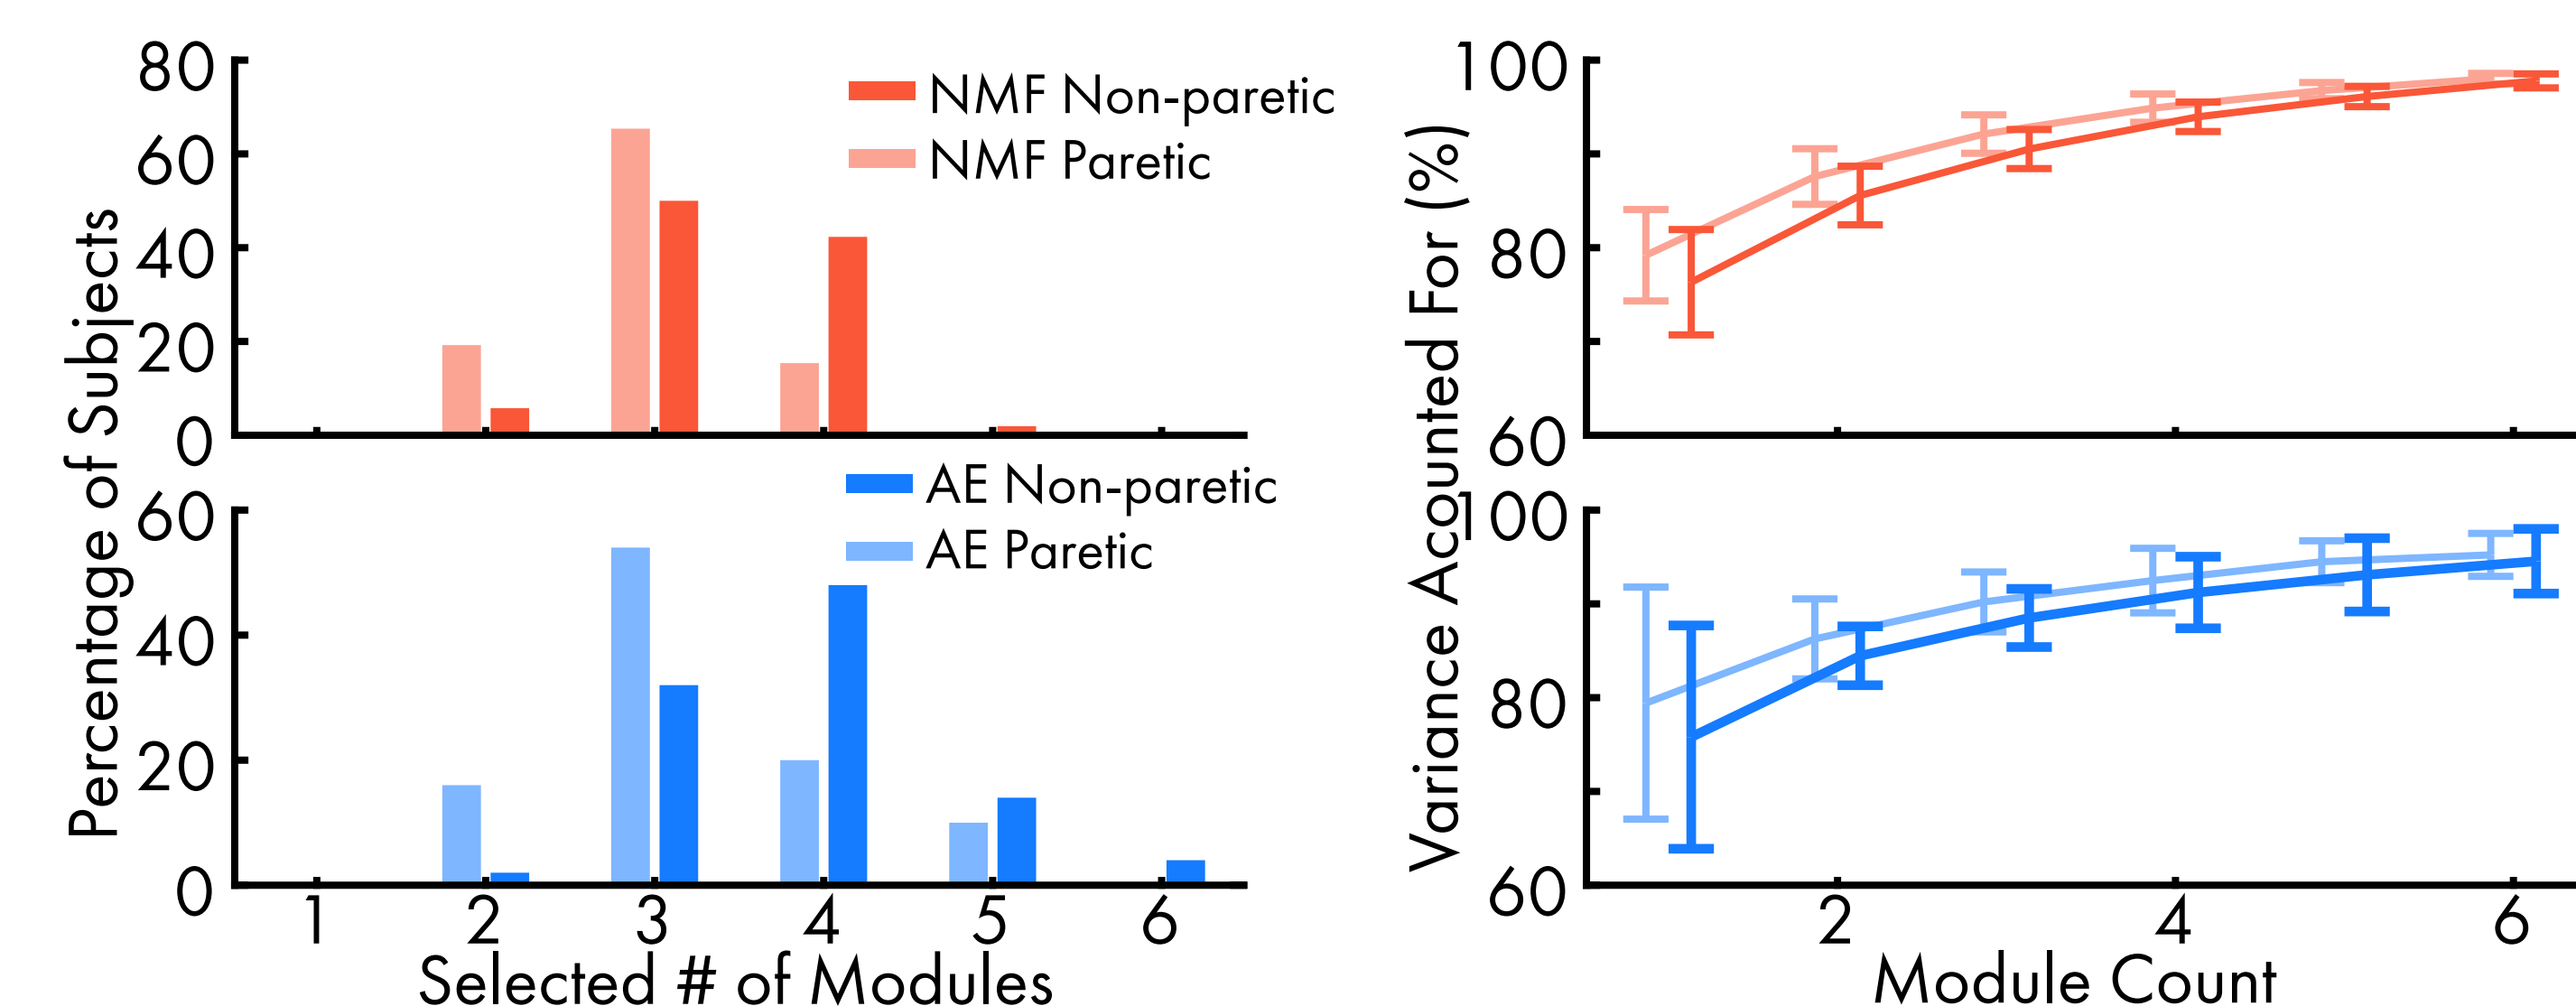 Percentage of Subjects
80
60
40
20
0
NMF Non-paretic
NMF Paretic
60
40
20
0
AE Non-paretic
AE Paretic
1 2 3 4 5 6
Selected # of Modules
Variance Accounted For (%)
100
80
60
100
80
60
2 4 6
Module Count